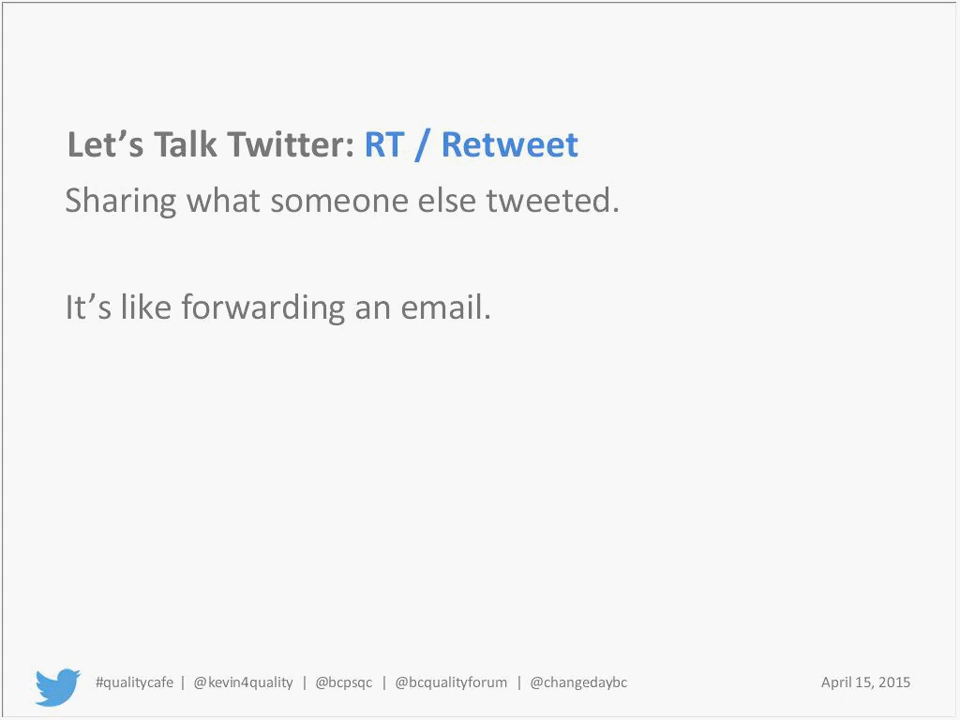 Let’s Talk Twitter: RT / Retweet
Sharing what someone else tweeted.
It’s like forwarding an email.
#qualitycafe | @kevin4quality | @bcpsqc | @bcqualityforum | @changedaybc April 15, 2015